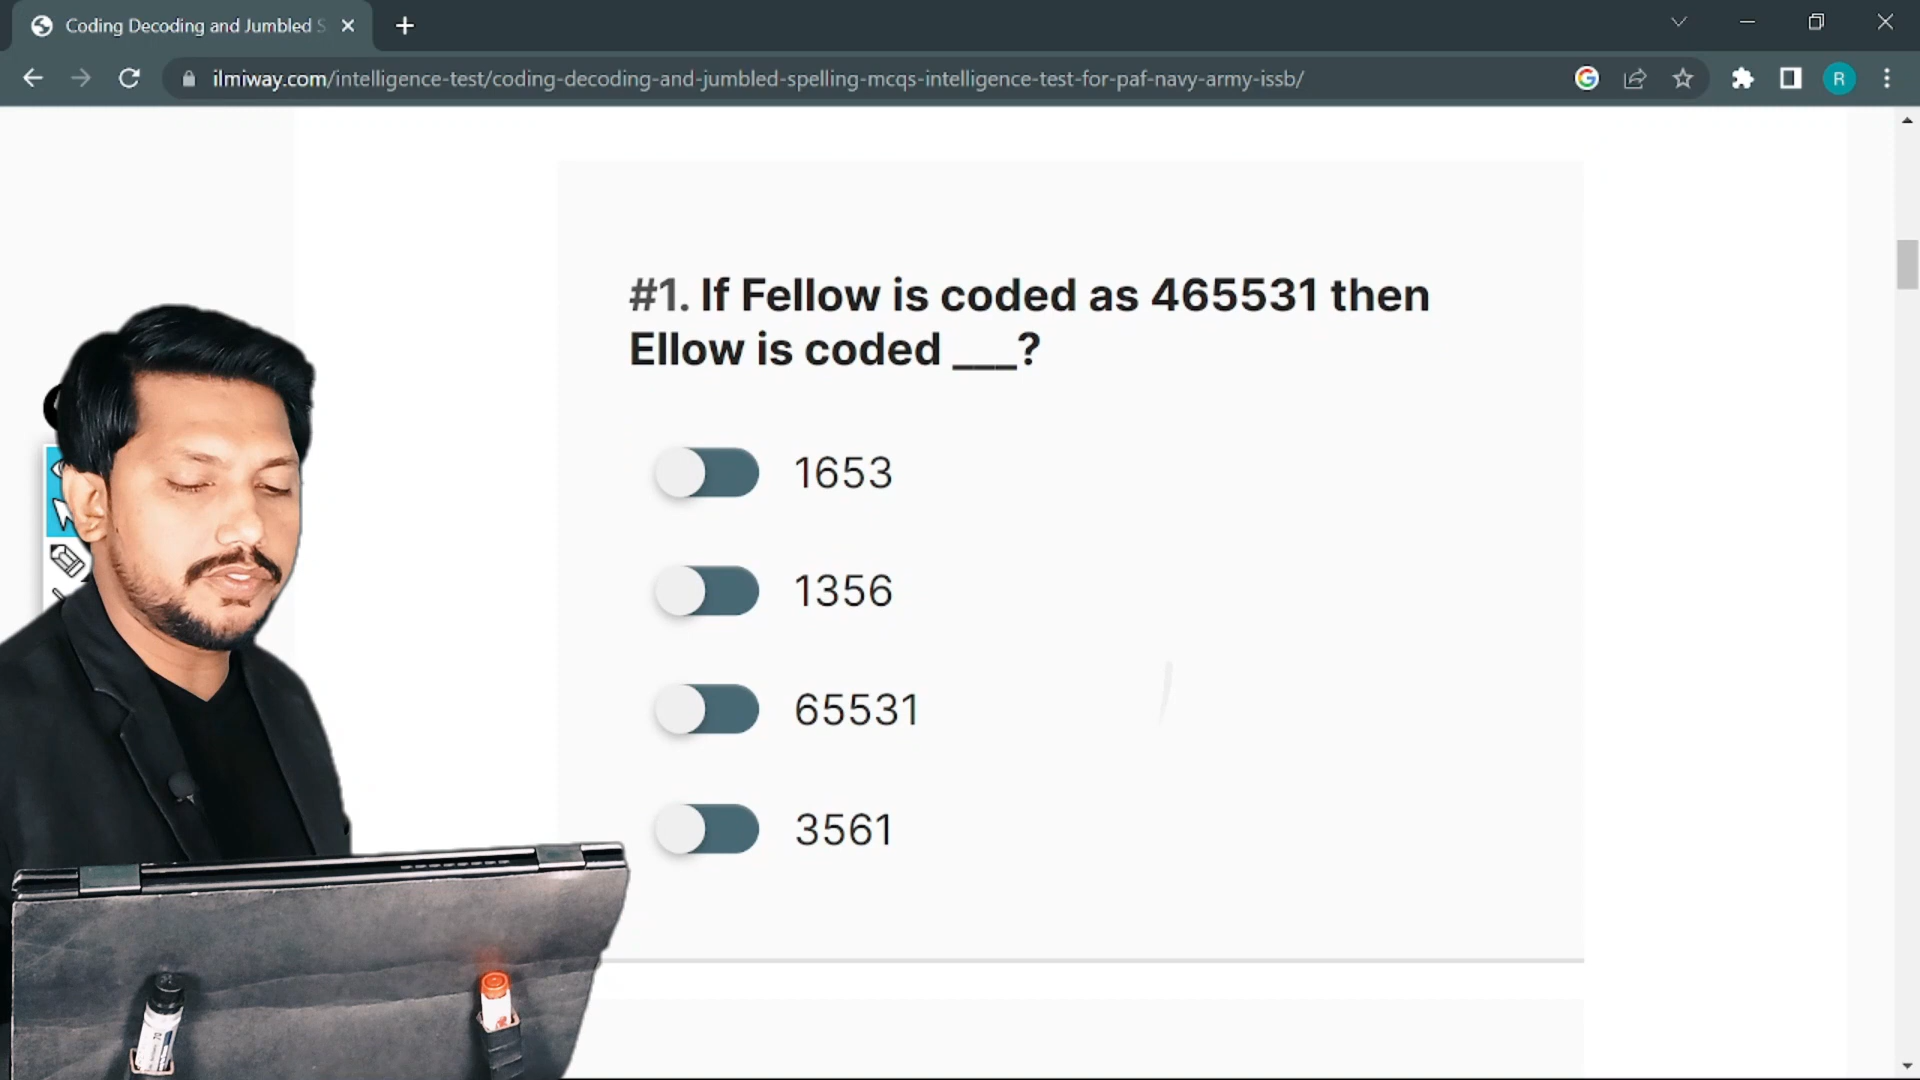 Coding Decoding and Jumbled S
ilmiway.com/intelligence-test/coding-decoding-and-jumbled-spelling-mcqs-intelligence-test-for-paf-navy-army-issb/
R
#1. If Fellow is coded as 465531 then
Ellow is coded ___?
1653
1356
65531
3561